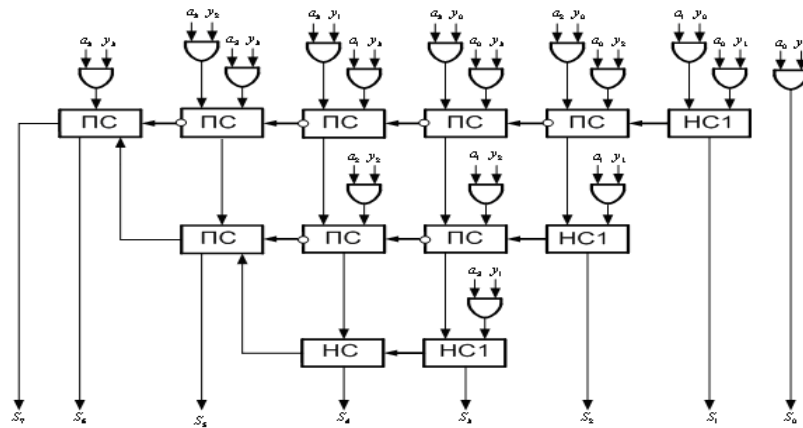 a₃ y₂ a₃ y₁ a₃ y₀ a₂ y₀ a₁ y₀
a₃ y₃ a₂ y₃ a₁ y₃ a₀ y₃ a₀ y₂ a₀ y₁ a₀ y
ПС ПС ПС ПС ПС НС1
a₂ y₂ a₁ y₂ a₁ y₁
ПС ПС ПС НС1
a₂ y₁
НС НС1
S₇ S₆ S₅ S₄ S₃ S₂ S₁ S₀